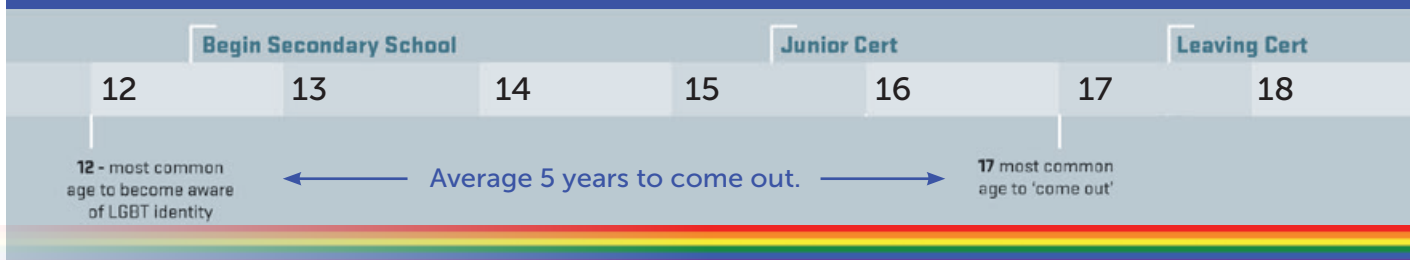 Begin Secondary School
Junior Cert
Leaving Cert
12
13
14
15
16
17
18
12 - most common
age to become aware
of LGBT identity
Average 5 years to come out.
17 most common
age to ‘come out’